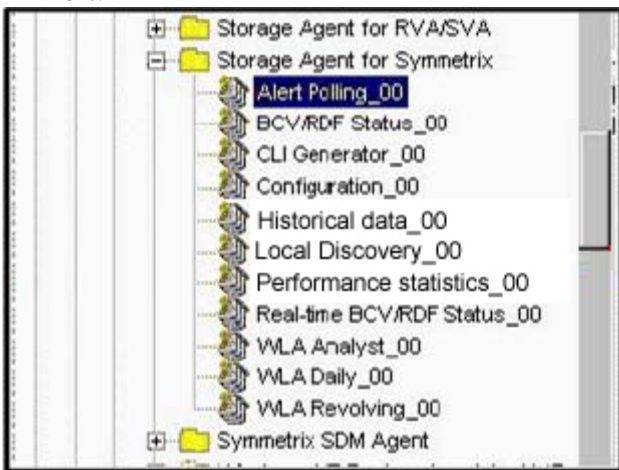 Storage Agent for RVA/SVA
Storage Agent for Symmetrix
Alert Polling_00
BCV/RDF Status_00
CLI Generator_00
Configuration_00
Historical data_00
Local Discovery_00
Performance statistics_00
Real-time BCV/RDF Status_00
WLA Analyst_00
WLA Daily_00
WLA Revolving_00
Symmetrix SDM Agent